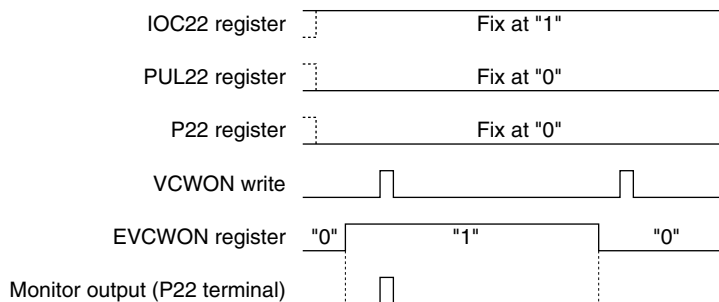 IOC22 register Fix at "1"
PUL22 register Fix at "0"
P22 register Fix at "0"
VCWON write
EVCWON register "0" "1" "0"
Monitor output (P22 terminal)